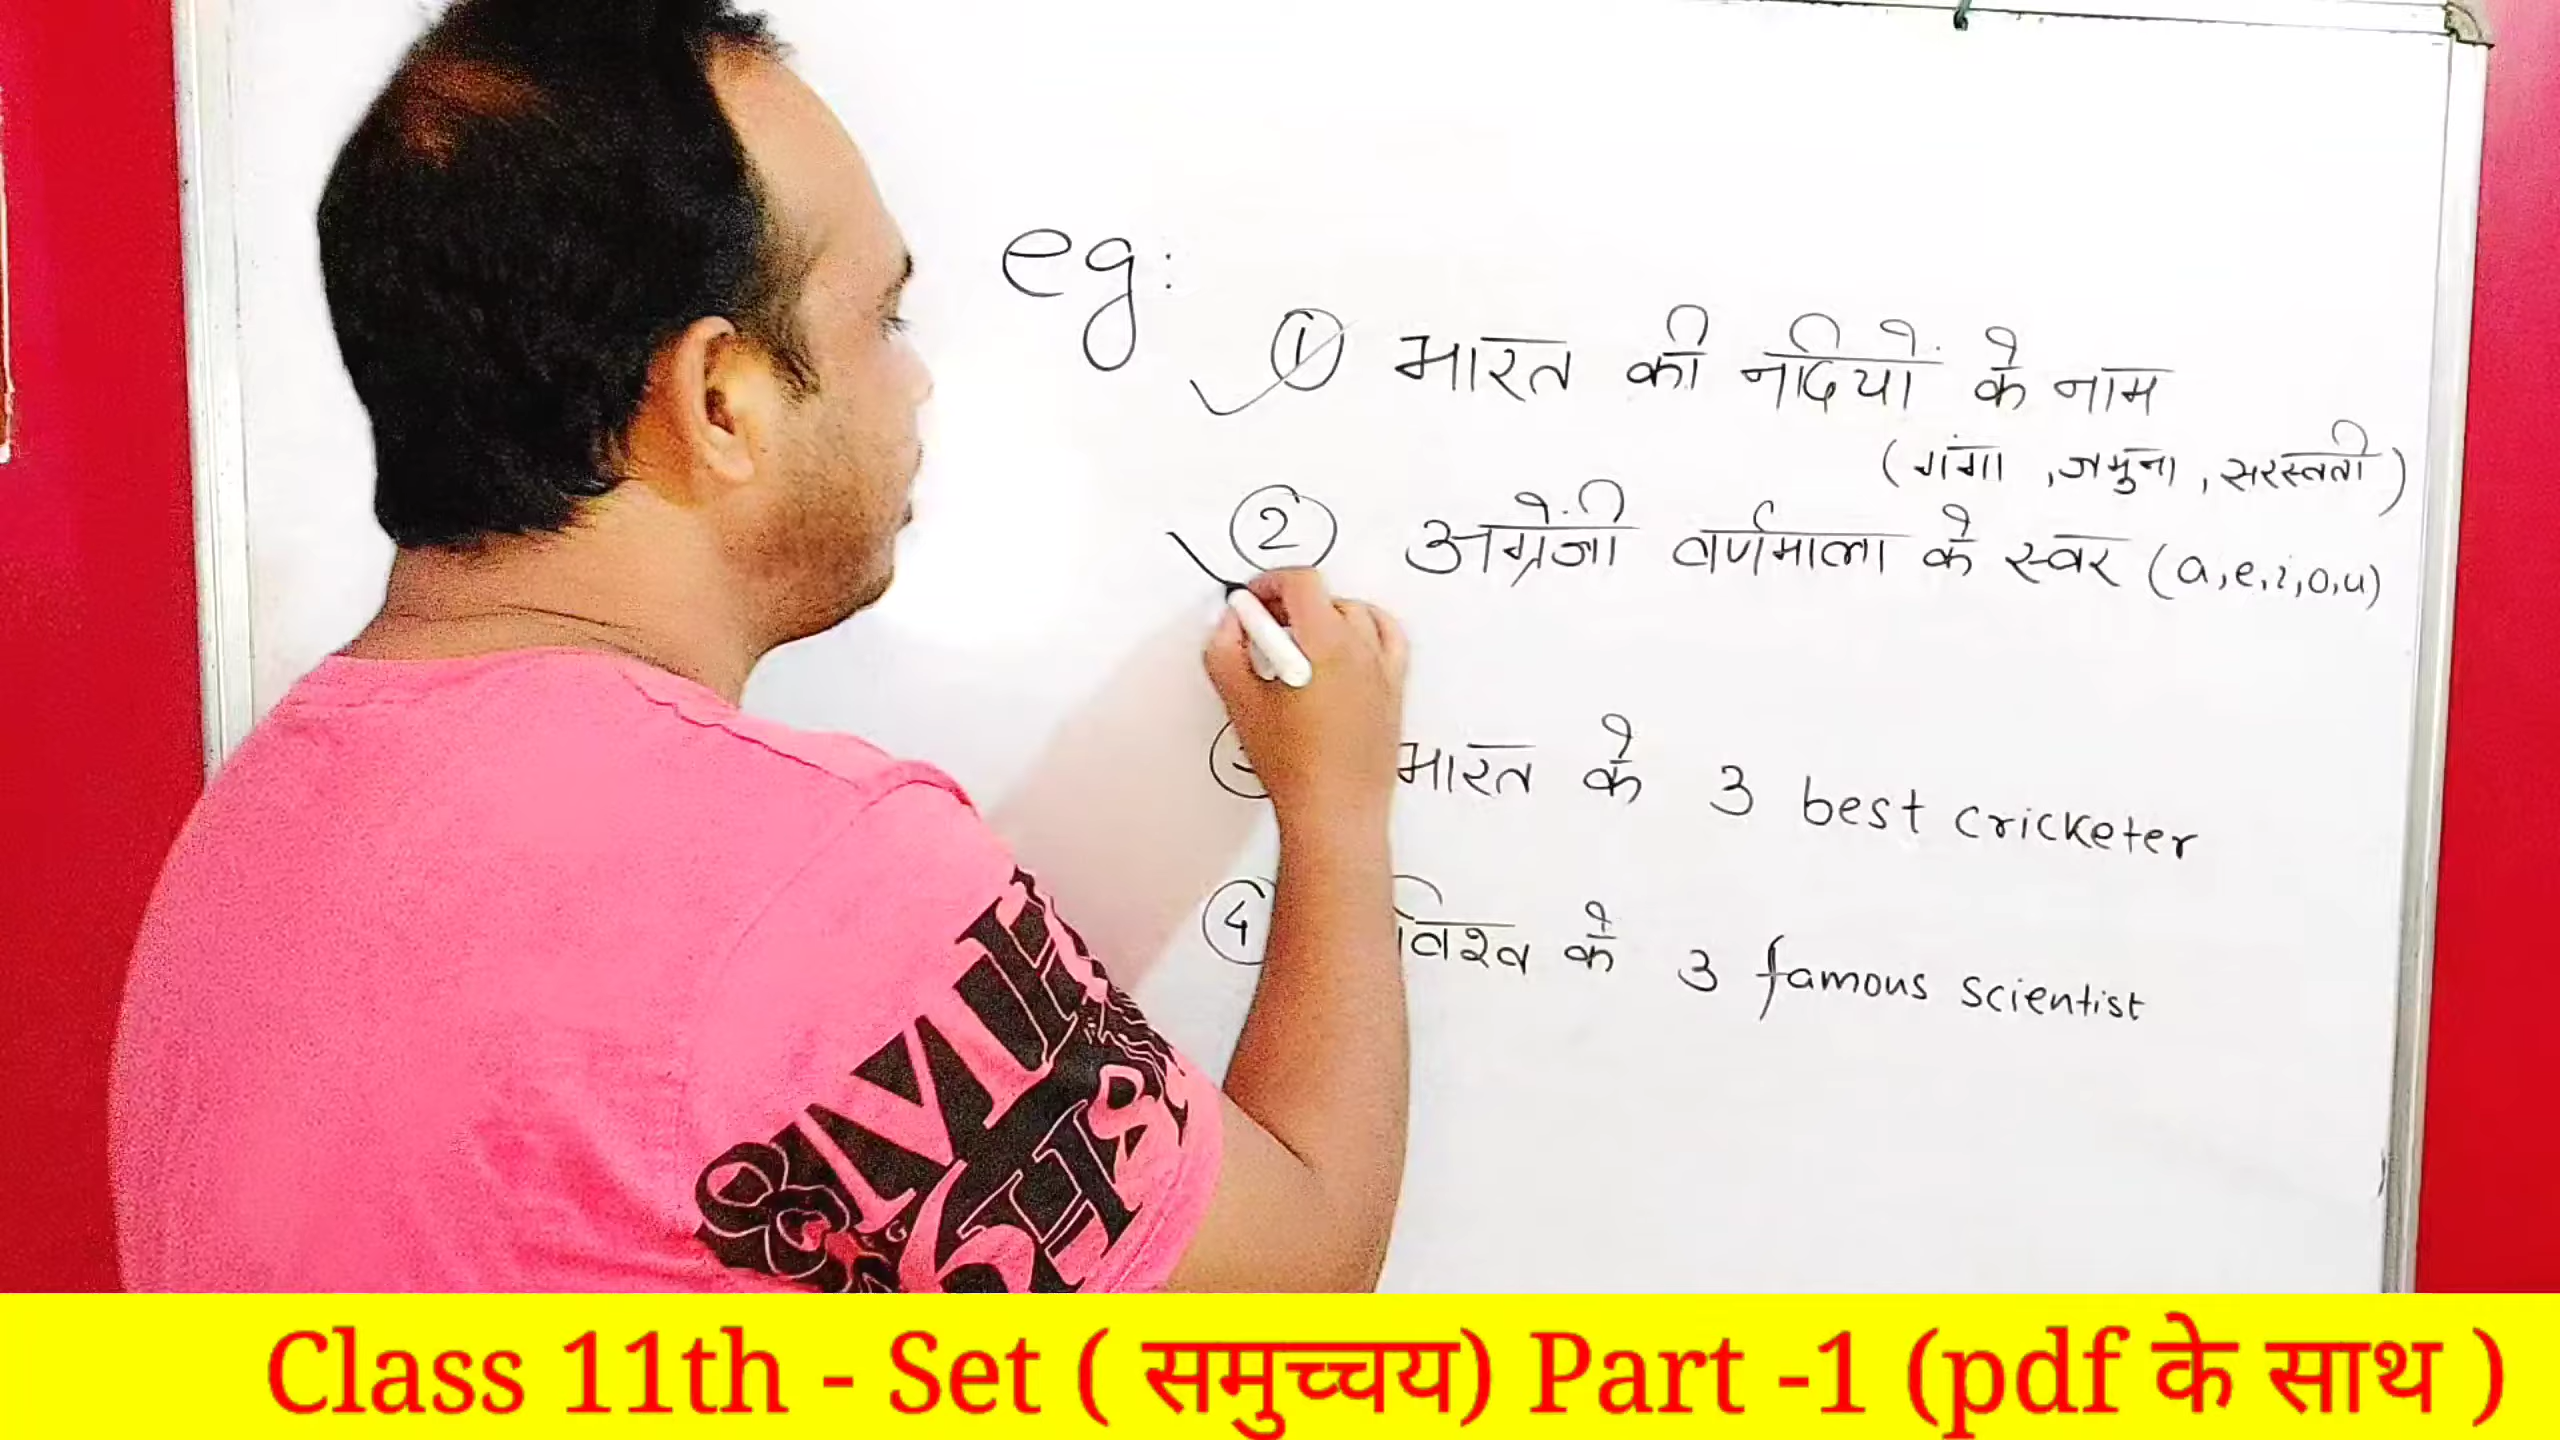 eg:
① भारत की नदियों के नाम
(गंगा, जमुना, सरस्वती)
② अंग्रेजी वर्णमाला के स्वर (a,e,i,o,u)
भारत के 3 best cricketer
④ विश्व के 3 famous scientist
Class 11th - Set ( समुच्चय) Part -1 (pdf के साथ )